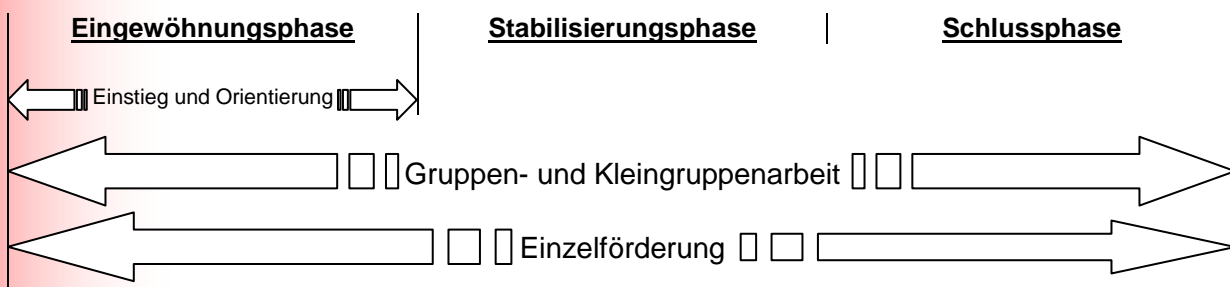 Eingewöhnungsphase Stabilisierungsphase Schlussphase
Einstieg und Orientierung
Gruppen- und Kleingruppenarbeit
Einzelförderung